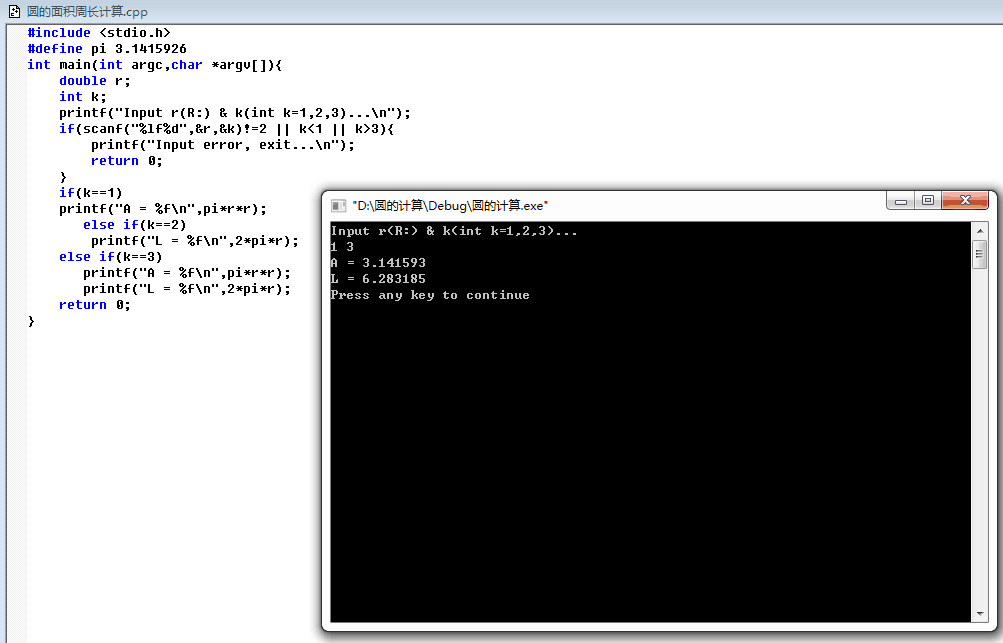 圆的面积周长计算.cpp
#include <stdio.h>
#define pi 3.1415926
int main(int argc,char *argv[]){
    double r;
    int k;
    printf("Input r(R:) & k(int k=1,2,3)...\n");
    if(scanf("%lf%d",&r,&k)!=2 || k<1 || k>3){
        printf("Input error, exit...\n");
        return 0;
    }
    if(k==1)
    printf("A = %f\n",pi*r*r);
       else if(k==2)
        printf("L = %f\n",2*pi*r);
    else if(k==3)
       printf("A = %f\n",pi*r*r);
       printf("L = %f\n",2*pi*r);
    return 0;
}
"D:\圆的计算\Debug\圆的计算.exe"
Input r(R:) & k(int k=1,2,3)...
1 3
A = 3.141593
L = 6.283185
Press any key to continue